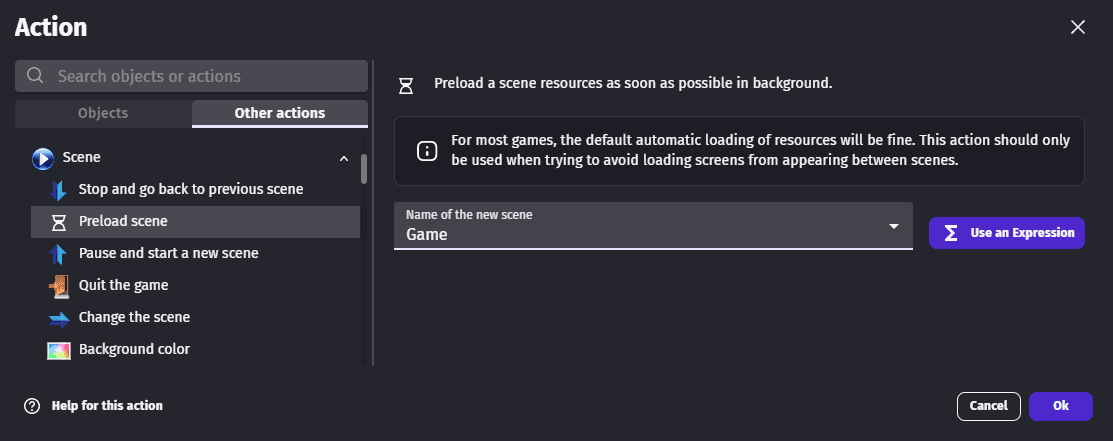 Action
Search objects or actions
Objects
Other actions
Scene
Stop and go back to previous scene
Preload scene
Pause and start a new scene
Quit the game
Change the scene
Background color
Preload a scene resources as soon as possible in background.
For most games, the default automatic loading of resources will be fine. This action should only
be used when trying to avoid loading screens from appearing between scenes.
Name of the new scene
Game
Use an Expression
Help for this action
Cancel
Ok